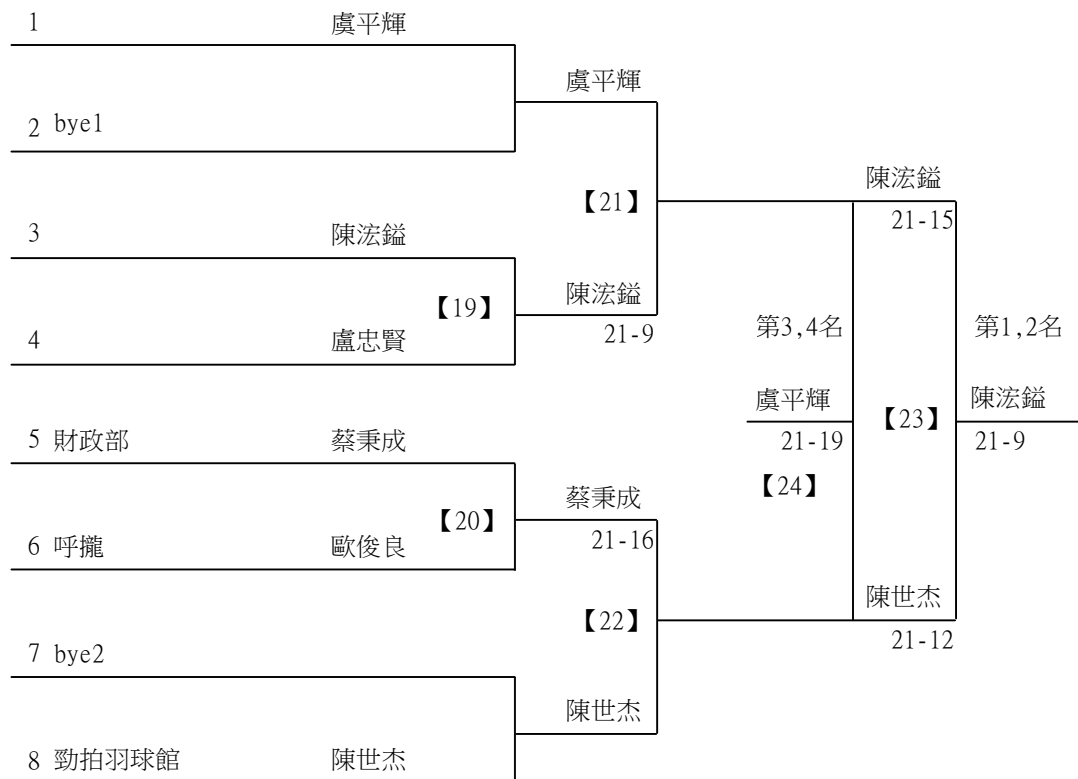 1 虞平輝
虞平輝
2 bye1
陳浤鎰
【21】
21-15
3 陳浤鎰
【19】
陳浤鎰
21-9
4 盧忠賢
第3,4名
第1,2名
虞平輝
【23】
陳浤鎰
5 財政部 蔡秉成
21-19
21-9
【24】
蔡秉成
【20】
21-16
6 呼攏 歐俊良
陳世杰
【22】
21-12
7 bye2
陳世杰
8 勁拍羽球館 陳世杰